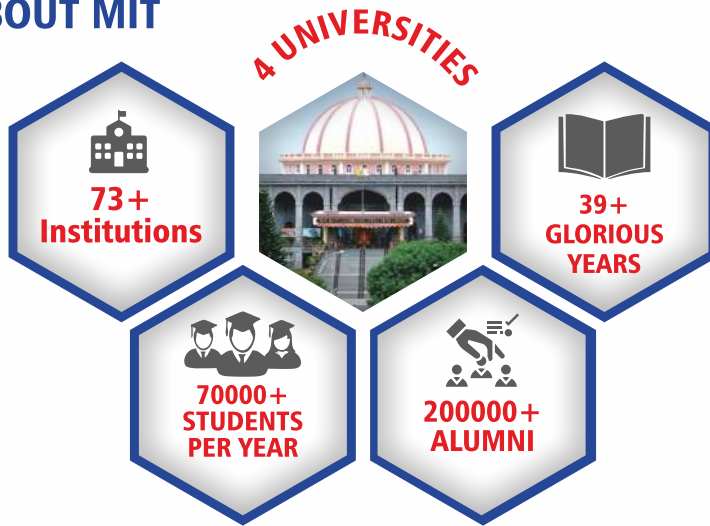 BOUT MIT
4 UNIVERSITIES
73+
Institutions
39+
GLORIOUS
YEARS
70000+
STUDENTS
PER YEAR
200000+
ALUMNI